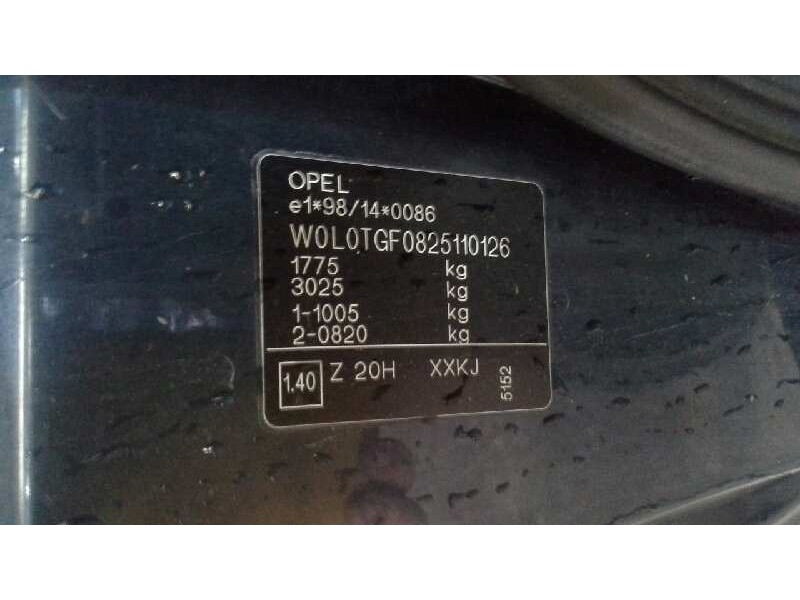 OPEL
e1*98/14*0086
W0L0TGF0825110126
1775 kg
3025 kg
1-1005 kg
2-0820 kg
1.40 Z 20H XXKJ 5152